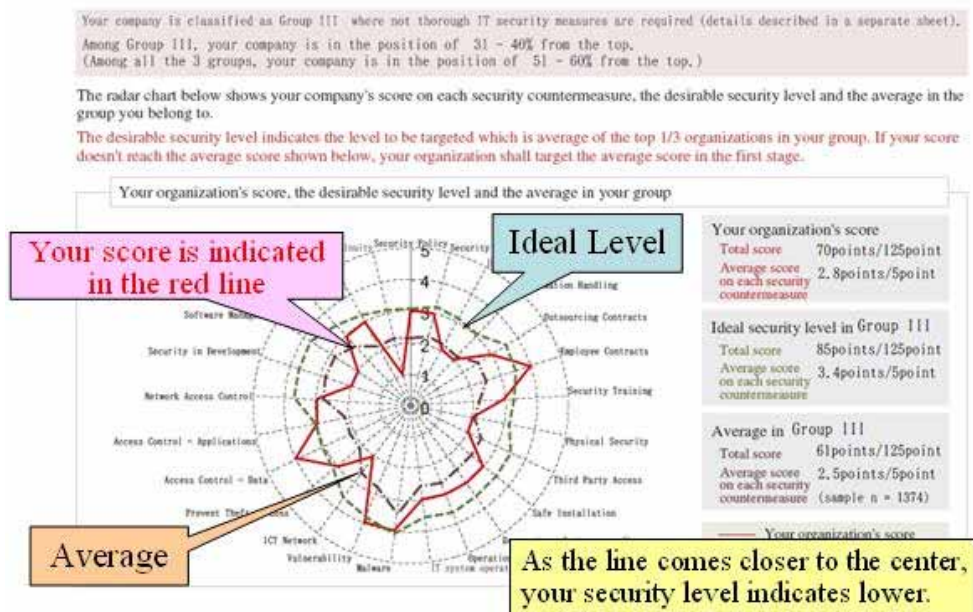 Your company is classified as Group III where not thorough IT security measures are required (details described in a separate sheet).
Among Group III, your company is in the position of 31 - 40% from the top.
(Among all the 3 groups, your company is in the position of 51 - 60% from the top.)
The radar chart below shows your company's score on each security countermeasure, the desirable security level and the average in the
group you belong to.
The desirable security level indicates the level to be targeted which is average of the top 1/3 organizations in your group. If your score
doesn't reach the average score shown below, your organization shall target the average score in the first stage.
Your organization's score, the desirable security level and the average in your group
Your score is indicated
in the red line
Ideal Level
Security Policy
Security
Handling
Outsourcing Contracts
Employee Contracts
Security Training
Physical Security
Third Party Access
Safe Installation
Operation
IT system
Malware
Vulnerability
ICT Network
Prevent
Access Control - Data
Access Control - Applications
Network Access Control
Security in Development
Software
5
4
3
2
1
0
Average
Your organization's score
Total score 70points/125point
Average score
on each security
countermeasure
2.8points/5point
Ideal security level in Group III
Total score 85points/125point
Average score
on each security
countermeasure
3.4points/5point
Average in Group III
Total score 61points/125point
Average score
on each security
countermeasure
2.5points/5point
(sample n = 1374)
Your organization's score
As the line comes closer to the center,
your security level indicates lower.